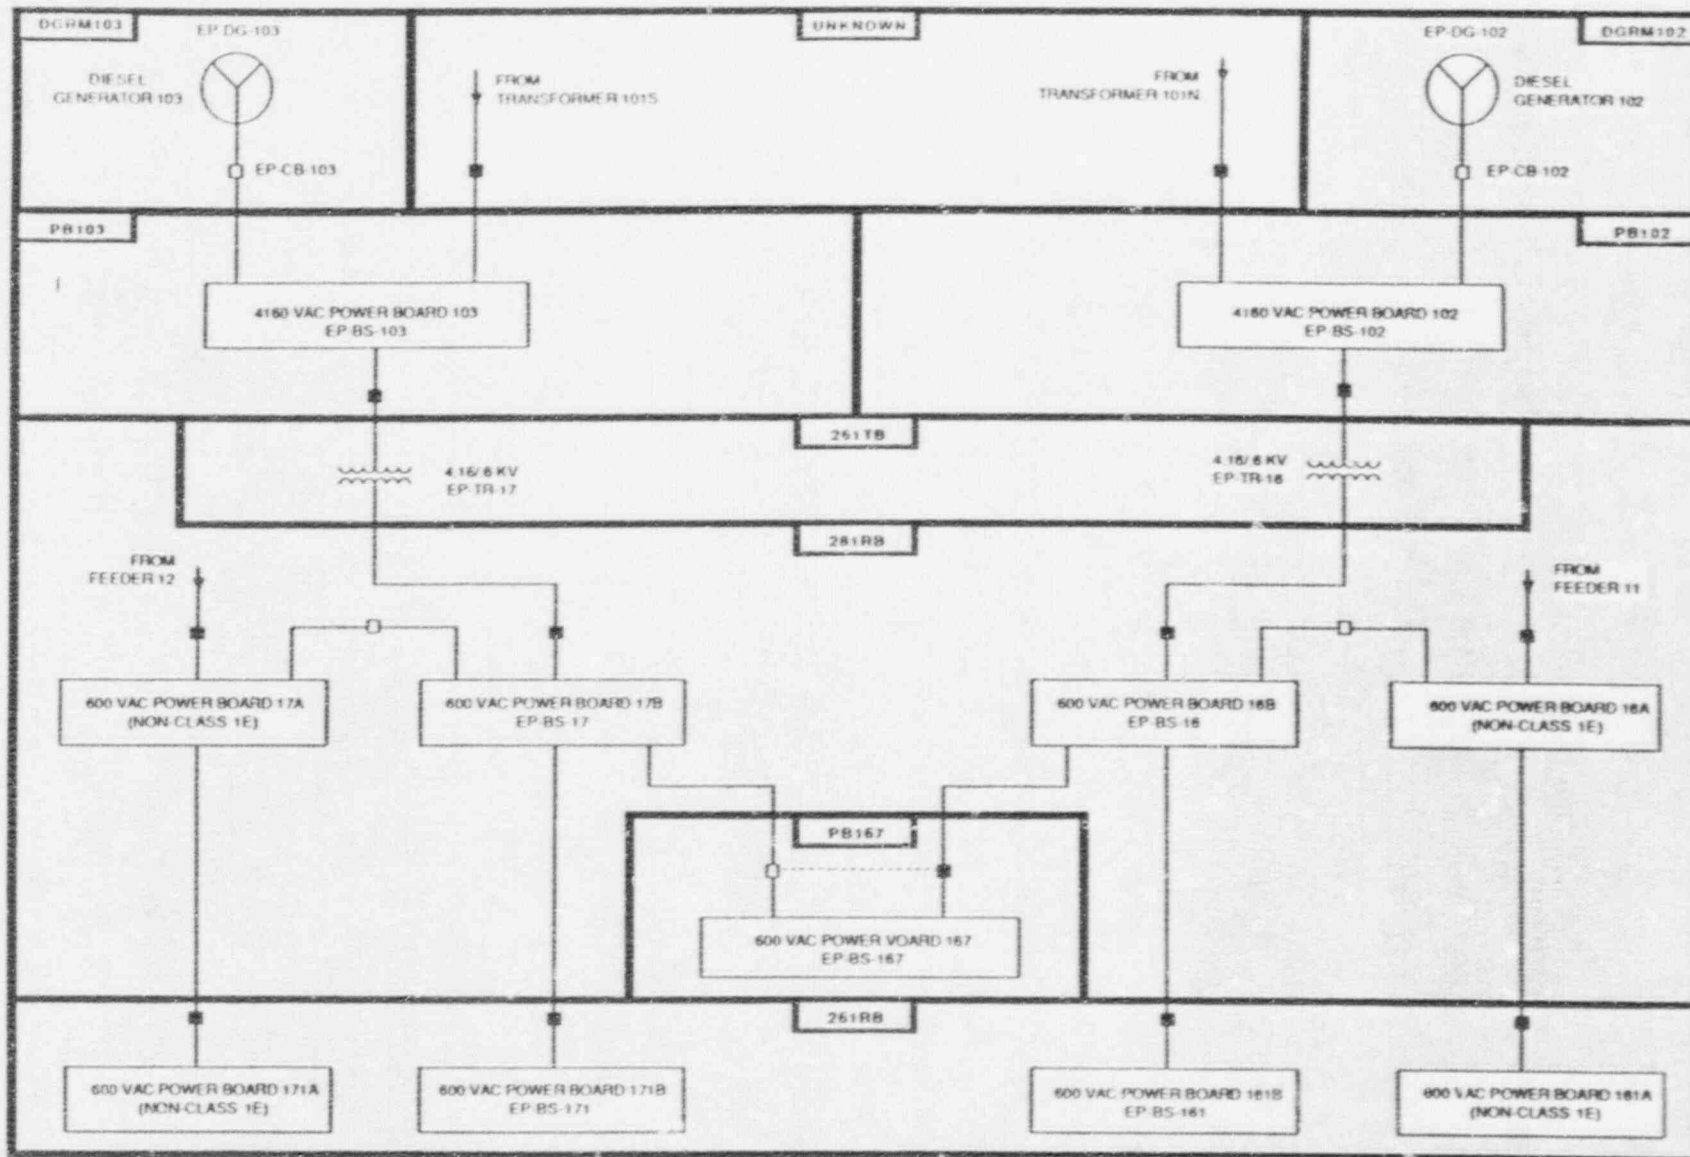 DGRM103
EP-DG-103
UNKNOWN
EP-DG-102
DGRM102
DIESEL
GENERATOR 103
FROM
TRANSFORMER 101S
FROM
TRANSFORMER 101N
DIESEL
GENERATOR 102
EP-CB-103
EP-CB-102
PB103
PB102
4160 VAC POWER BOARD 103
EP-BS-103
4160 VAC POWER BOARD 102
EP-BS-102
261TB
4.16/.6 KV
EP-TR-17
4.16/.6 KV
EP-TR-16
281RB
FROM
FEEDER 12
FROM
FEEDER 11
600 VAC POWER BOARD 17A
(NON-CLASS 1E)
600 VAC POWER BOARD 17B
EP-BS-17
600 VAC POWER BOARD 16B
EP-BS-16
600 VAC POWER BOARD 16A
(NON-CLASS 1E)
PB167
600 VAC POWER VOARD 167
EP-BS-167
261RB
600 VAC POWER BOARD 171A
(NON-CLASS 1E)
600 VAC POWER BOARD 171B
EP-BS-171
600 VAC POWER BOARD 161B
EP-BS-161
600 VAC POWER BOARD 161A
(NON-CLASS 1E)